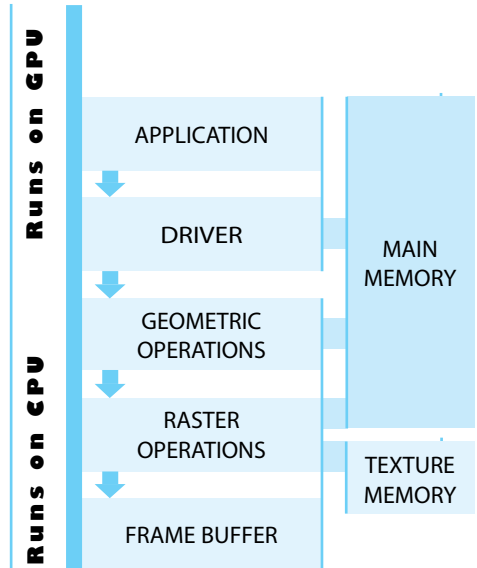 Runs on GPU
APPLICATION
DRIVER
MAIN
MEMORY
GEOMETRIC
OPERATIONS
Runs on CPU
RASTER
OPERATIONS
TEXTURE
MEMORY
FRAME BUFFER